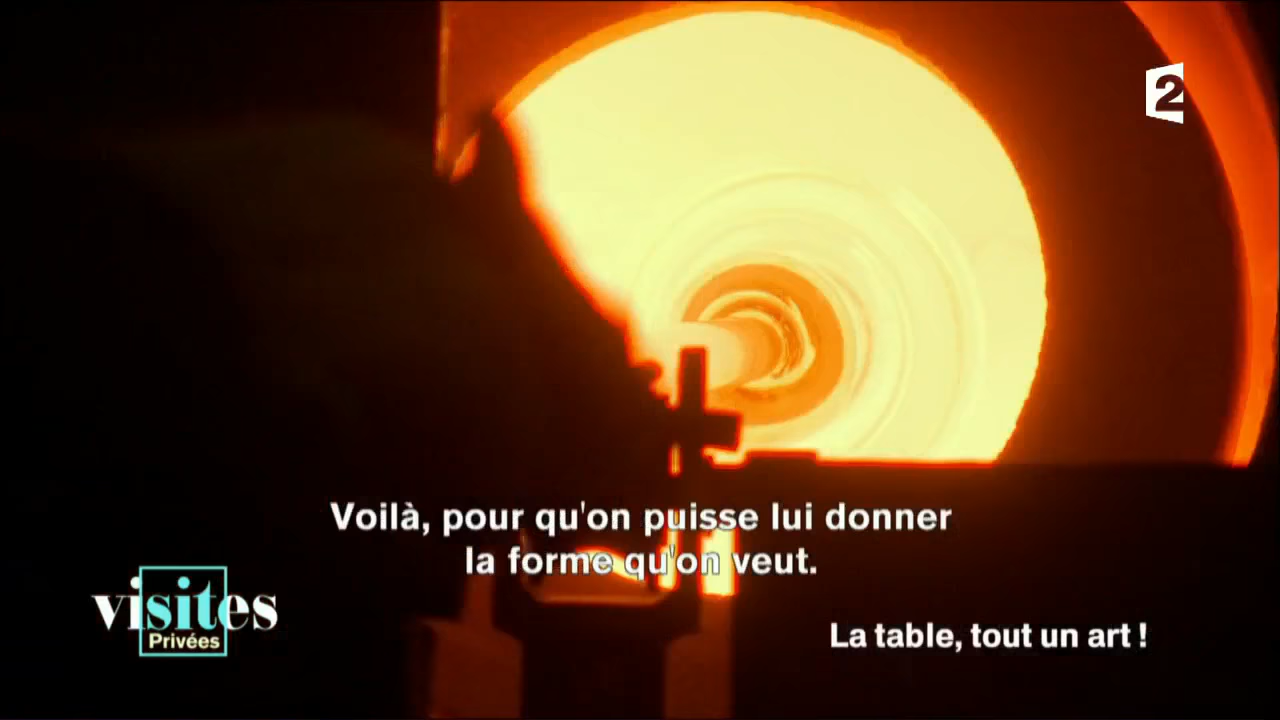 2
Voilà, pour qu'on puisse lui donner
la forme qu'on veut.
visites
Privées
La table, tout un art !